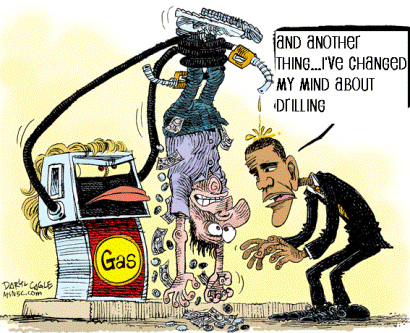 AND ANOTHER
THING...I'VE CHANGED
MY MIND ABOUT
DRILLING
Gas
DARYL CAGLE
MSNBC.com